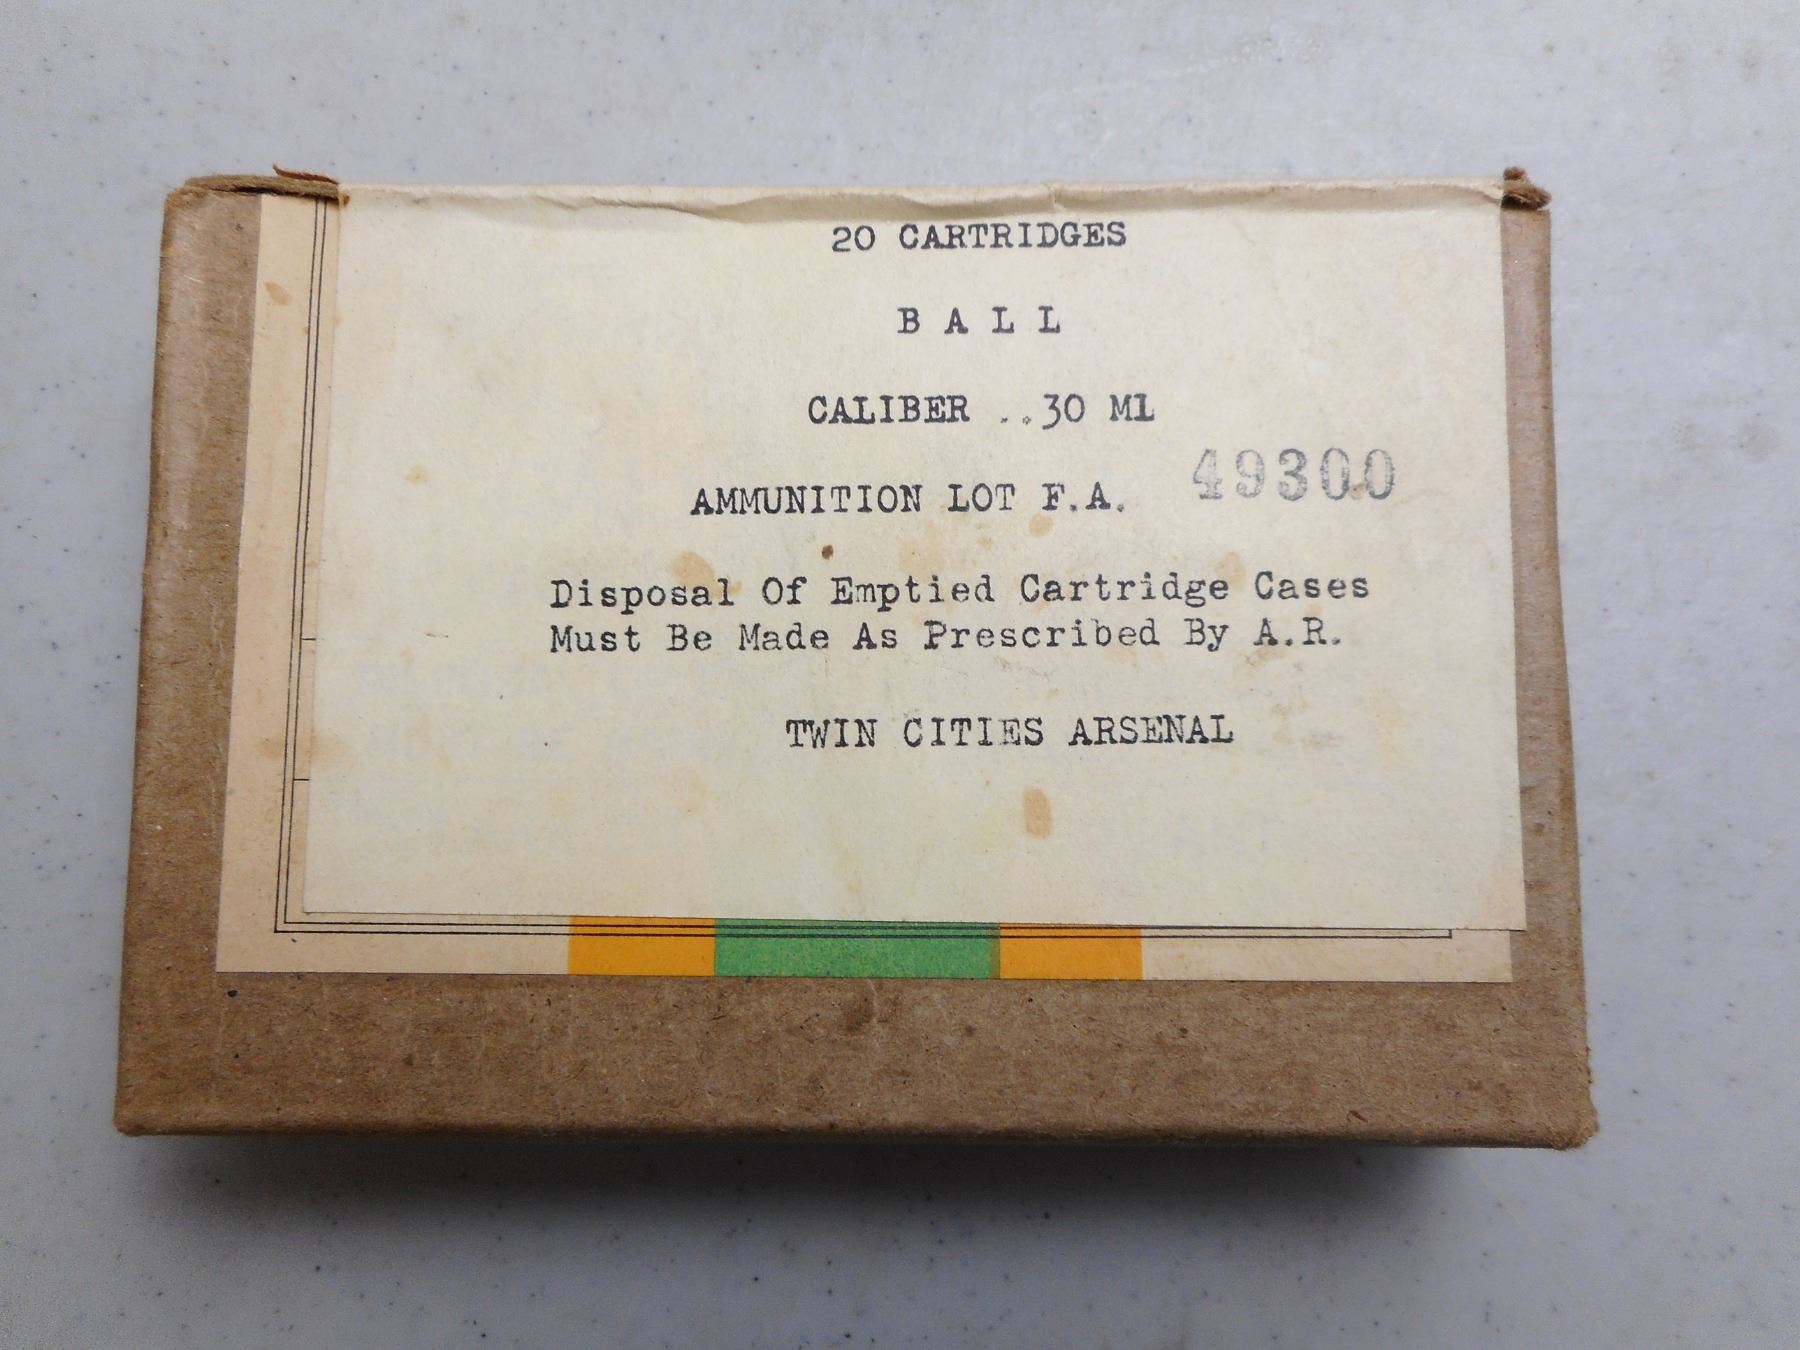 20 CARTRIDGES
B A L L
CALIBER ..30 M1
AMMUNITION LOT F.A. 49300
Disposal Of Emptied Cartridge Cases
Must Be Made As Prescribed By A.R.
TWIN CITIES ARSENAL